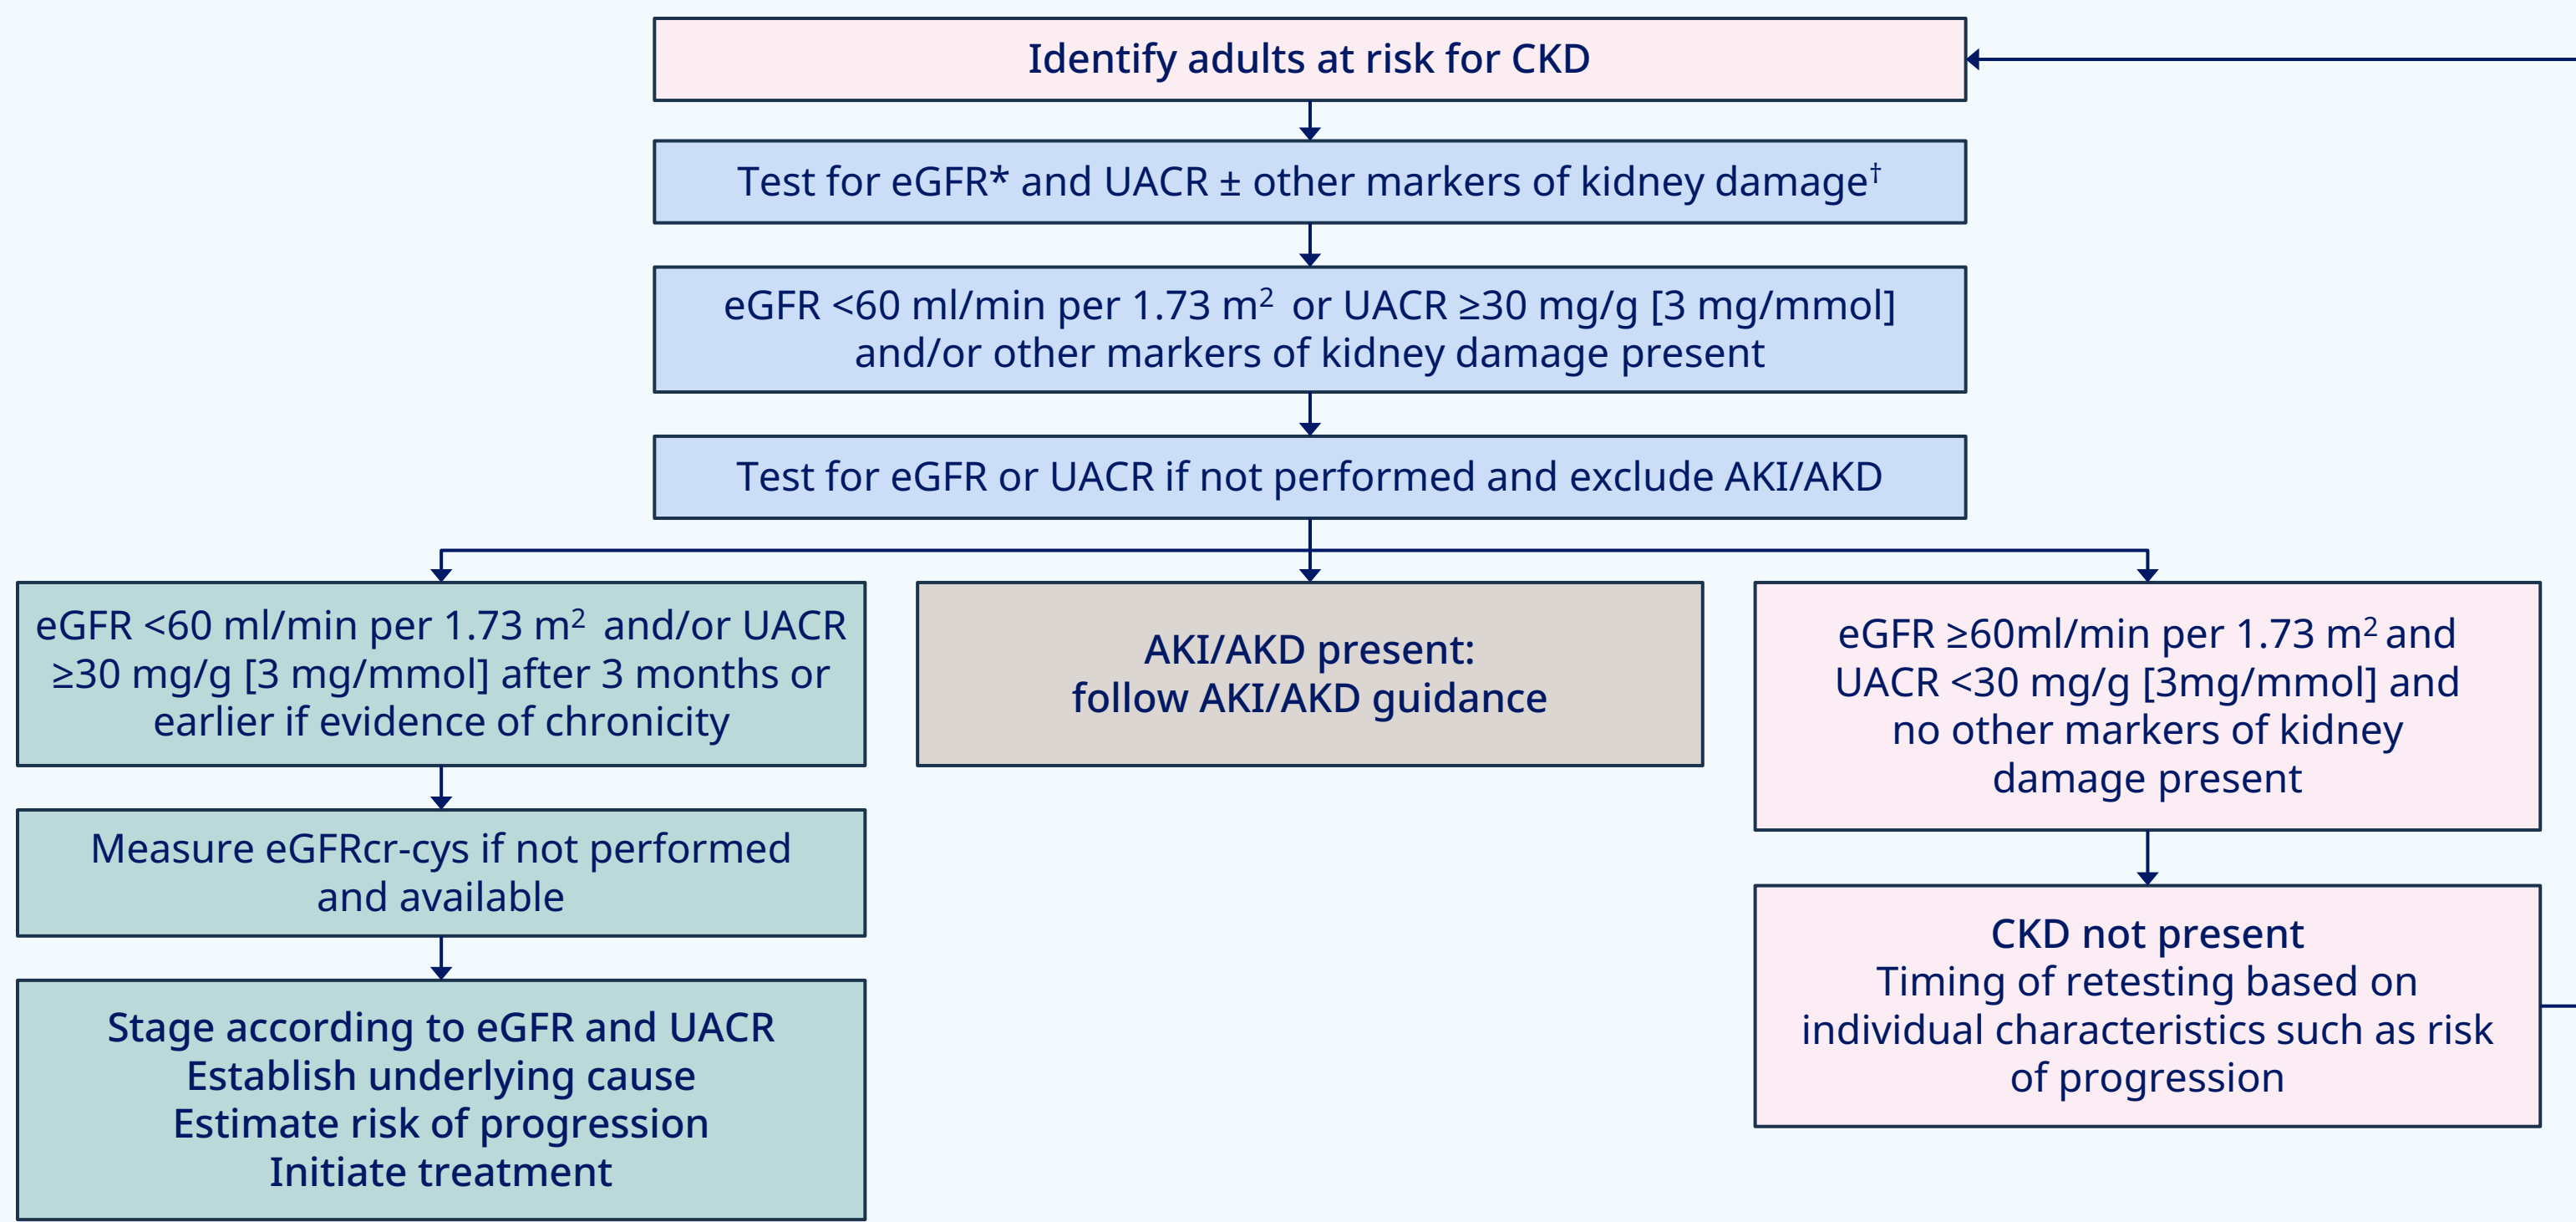 Identify adults at risk for CKD
Test for eGFR* and UACR ± other markers of kidney damage†
eGFR <60 ml/min per 1.73 m² or UACR ≥30 mg/g [3 mg/mmol]
and/or other markers of kidney damage present
Test for eGFR or UACR if not performed and exclude AKI/AKD
eGFR <60 ml/min per 1.73 m² and/or UACR
≥30 mg/g [3 mg/mmol] after 3 months or
earlier if evidence of chronicity
AKI/AKD present:
follow AKI/AKD guidance
eGFR ≥60ml/min per 1.73 m² and
UACR <30 mg/g [3mg/mmol] and
no other markers of kidney
damage present
Measure eGFRcr-cys if not performed
and available
CKD not present
Timing of retesting based on
individual characteristics such as risk
of progression
Stage according to eGFR and UACR
Establish underlying cause
Estimate risk of progression
Initiate treatment